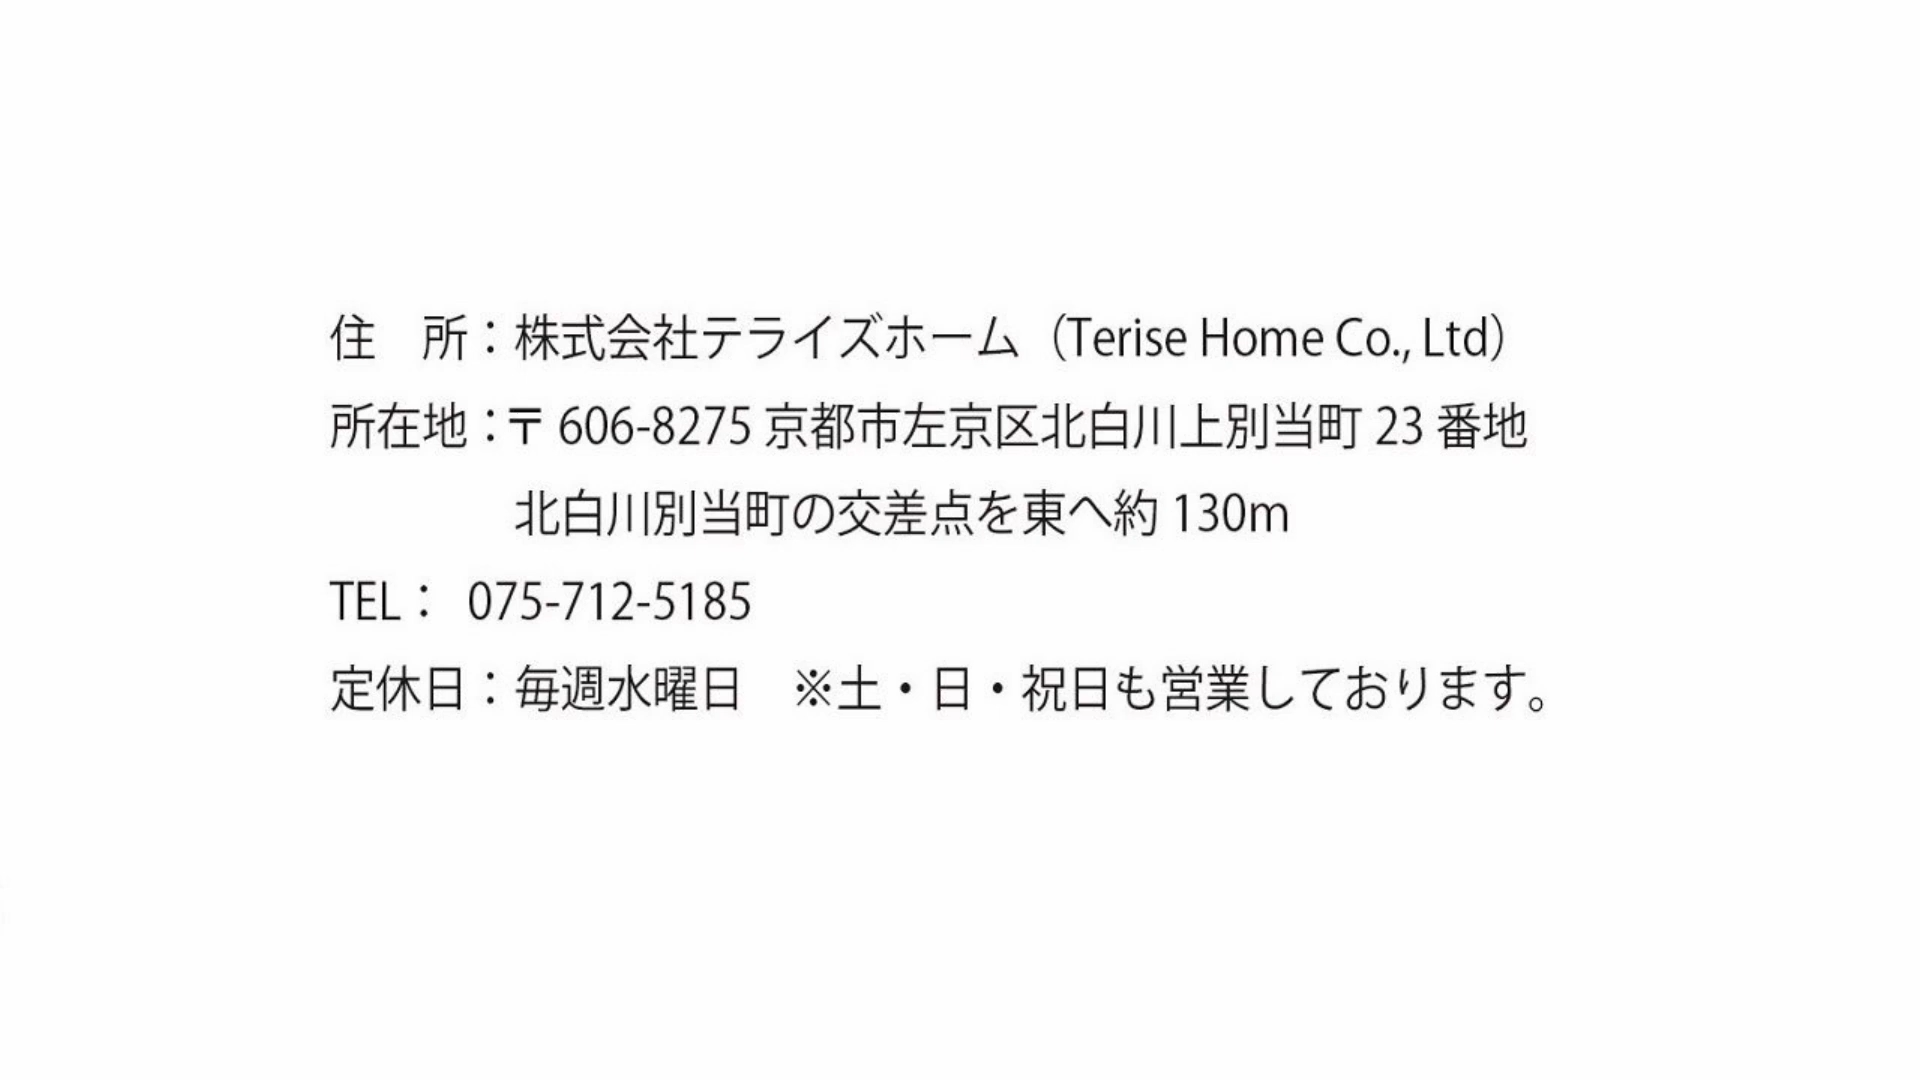 住　所：株式会社テライズホーム（Terise Home Co., Ltd）
所在地：〒 606-8275 京都市左京区北白川上別当町 23 番地
北白川別当町の交差点を東へ約 130m
TEL： 075-712-5185
定休日：毎週水曜日　※土・日・祝日も営業しております。